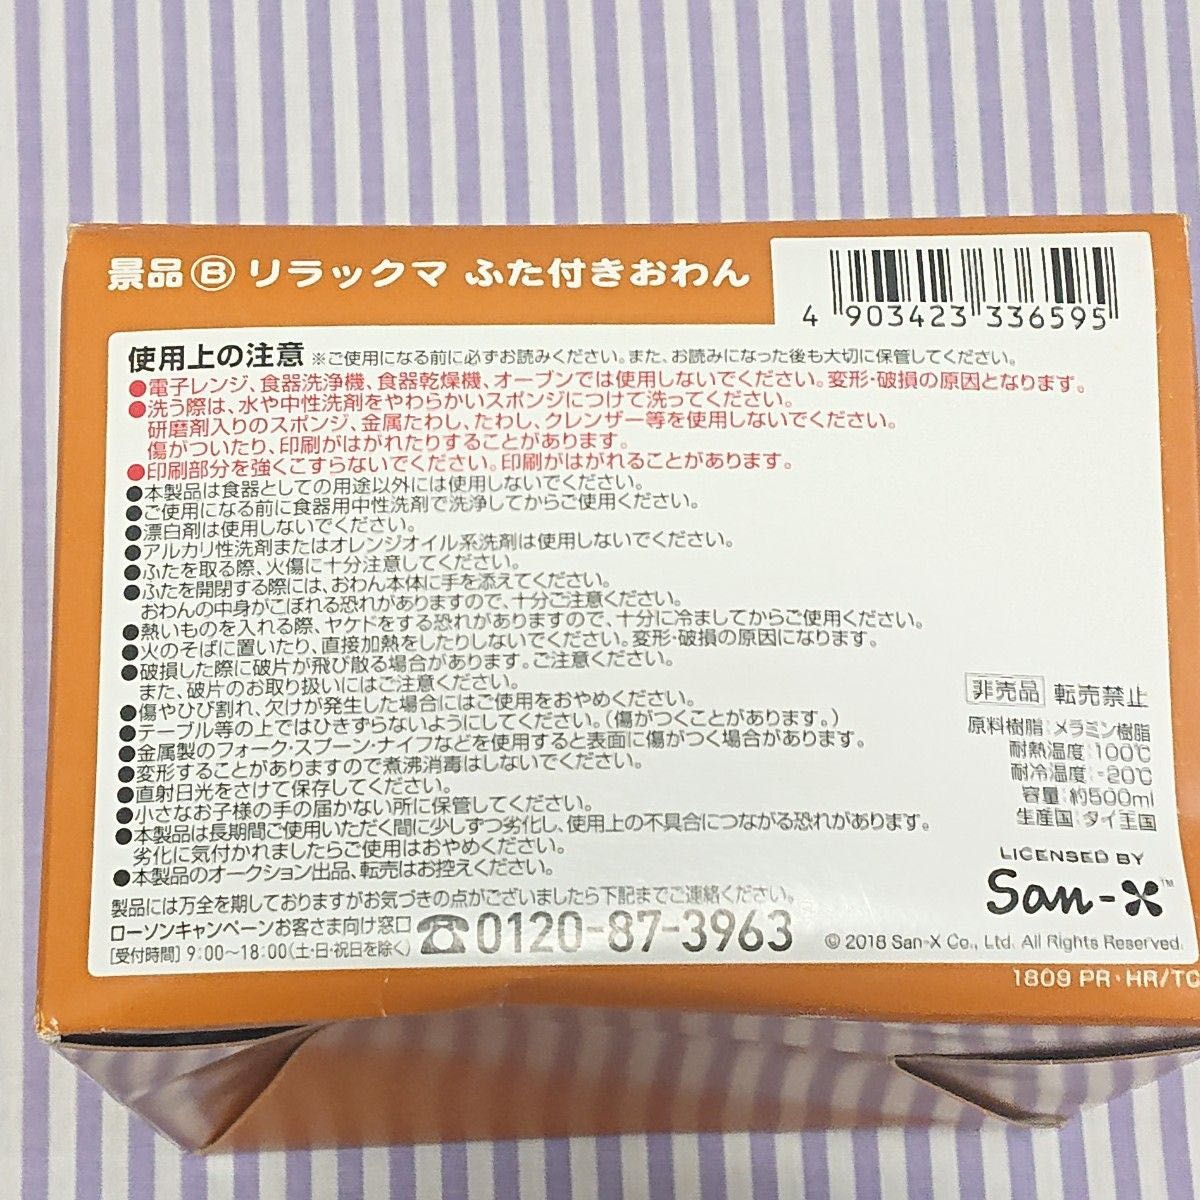 景品 B リラックマ ふた付きおわん
4 903423 336595
使用上の注意 ※ご使用になる前に必ずお読みください。また、お読みになった後も大切に保管してください。
●電子レンジ、食器洗浄機、食器乾燥機、オーブンでは使用しないでください。変形・破損の原因となります。
●洗う際は、水や中性洗剤をやわらかいスポンジにつけて洗ってください。
研磨剤入りのスポンジ、金属たわし、たわし、クレンザー等を使用しないでください。
傷がついたり、印刷がはがれたりすることがあります。
●印刷部分を強くこすらないでください。印刷がはがれることがあります。
●本製品は食器としての用途以外には使用しないでください。
●ご使用になる前に食器用中性洗剤で洗浄してからご使用ください。
●漂白剤は使用しないでください。
●アルカリ性洗剤またはオレンジオイル系洗剤は使用しないでください。
●ふたを取る際、火傷に十分注意してください。
●ふたを開閉する際には、おわん本体に手を添えてください。
おわんの中身がこぼれる恐れがありますので、十分ご注意ください。
●熱いものを入れる際、ヤケドをする恐れがありますので、十分に冷ましてからご使用ください。
●火のそばに置いたり、直接加熱をしたりしないでください。変形・破損の原因になります。
●破損した際に破片が飛び散る場合があります。ご注意ください。
また、破片のお取り扱いにはご注意ください。
●傷やひび割れ、欠けが発生した場合にはご使用をおやめください。
●テーブル等の上ではひきずらないようにしてください。(傷がつくことがあります。)
●金属製のフォーク・スプーン・ナイフなどを使用すると表面に傷がつく場合があります。
●変形することがありますので煮沸消毒はしないでください。
●直射日光をさけて保存してください。
●小さなお子様の手の届かない所に保管してください。
●本製品は長期間ご使用いただく間に少しずつ劣化し、使用上の不具合につながる恐れがあります。
劣化に気付かれましたらご使用はおやめください。
●本製品のオークション出品、転売はお控えください。
製品には万全を期しておりますがお気づきの点がございましたら下記までご連絡ください。
ローソンキャンペーンお客さま向け窓口
[受付時間] 9:00〜18:00(土・日・祝日を除く)
☎0120-87-3963
非売品 転売禁止
原料樹脂:メラミン樹脂
耐熱温度:100℃
耐冷温度:-20℃
容量:約500ml
生産国:タイ王国
LICENSED BY
San-X™
© 2018 San-X Co., Ltd. All Rights Reserved.
1809 PR・HR/TC